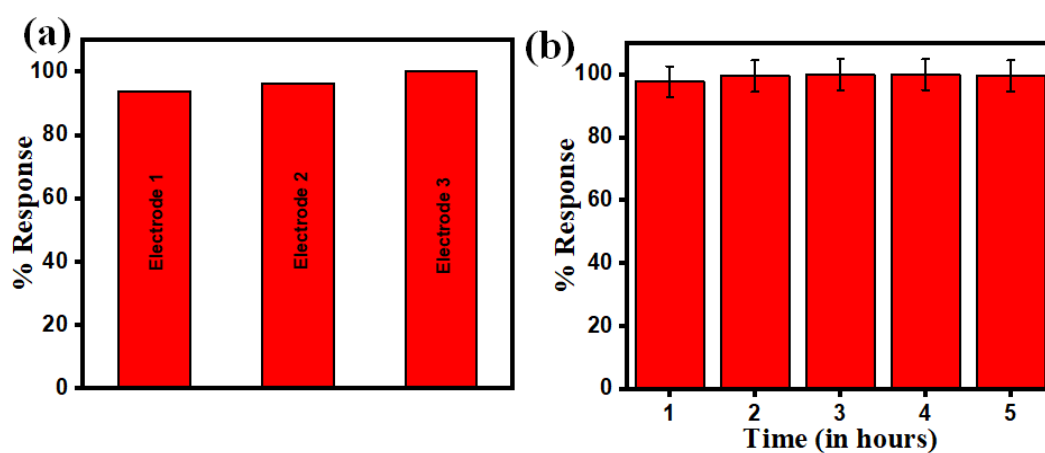 (a)
% Response
100
80
60
40
20
0
Electrode 1
Electrode 2
Electrode 3
(b)
% Response
100
80
60
40
20
0
1 2 3 4 5
Time (in hours)